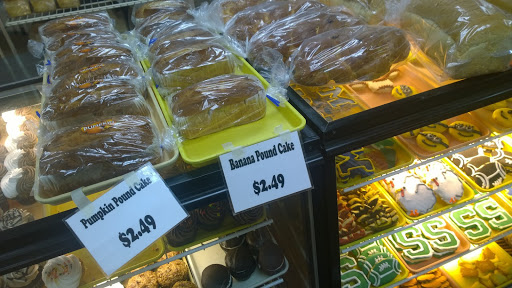 Pumpkin Pound Cake
$2.49
Banana Pound Cake
$2.49
S
S
S